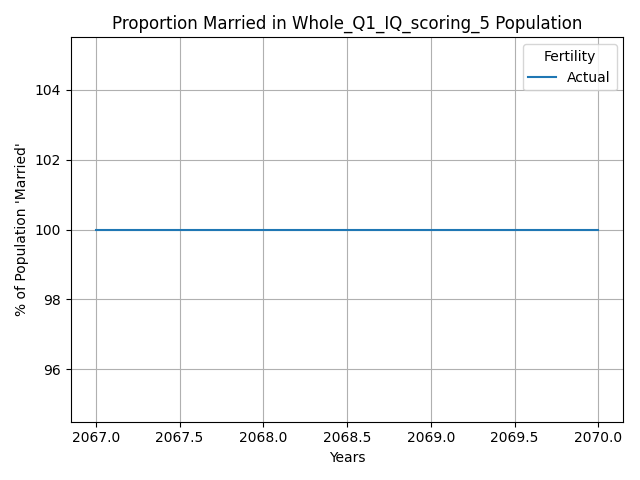 Proportion Married in Whole_Q1_IQ_scoring_5 Population
Fertility
Actual
% of Population 'Married'
104
102
100
98
96
2067.0 2067.5 2068.0 2068.5 2069.0 2069.5 2070.0
Years